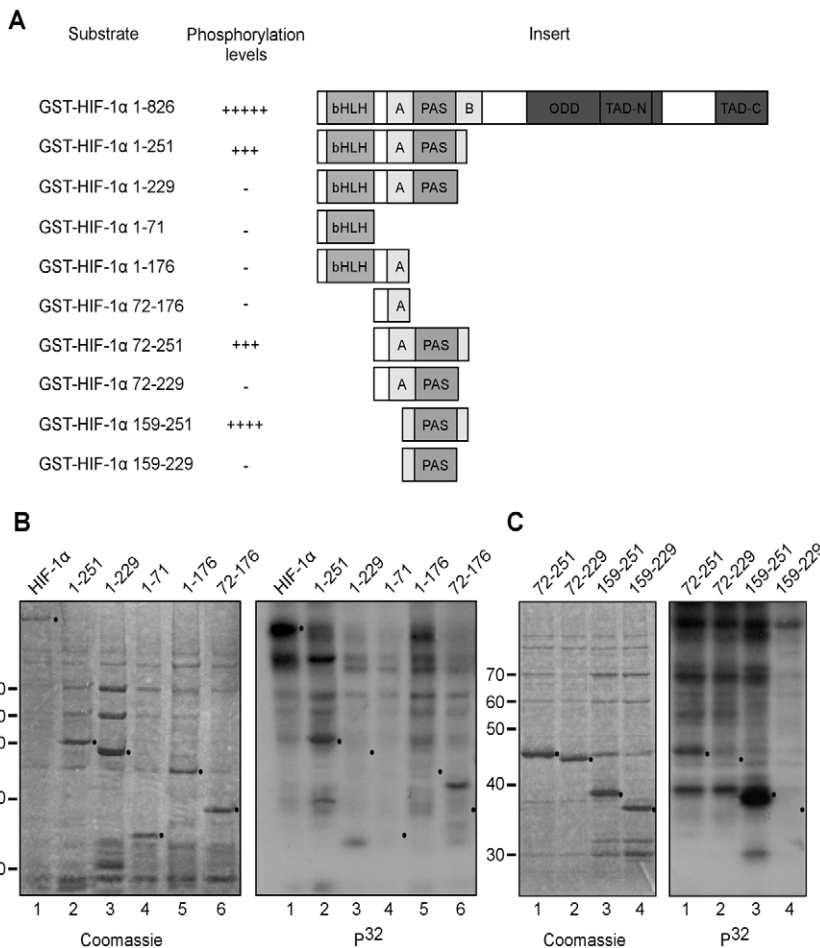 A
Substrate Phosphorylation levels Insert
GST-HIF-1α 1-826 +++++ bHLH A PAS B ODD TAD-N TAD-C
GST-HIF-1α 1-251 +++ bHLH A PAS
GST-HIF-1α 1-229 - bHLH A PAS
GST-HIF-1α 1-71 - bHLH
GST-HIF-1α 1-176 - bHLH A
GST-HIF-1α 72-176 - A
GST-HIF-1α 72-251 +++ A PAS
GST-HIF-1α 72-229 - A PAS
GST-HIF-1α 159-251 ++++ PAS
GST-HIF-1α 159-229 - PAS
B
HIF-1α 1-251 1-229 1-71 1-176 72-176
HIF-1α 1-251 1-229 1-71 1-176 72-176
0
0
0
0
0
1 2 3 4 5 6
1 2 3 4 5 6
Coomassie
P32
C
72-251 72-229 159-251 159-229
72-251 72-229 159-251 159-229
70
60
50
40
30
1 2 3 4
1 2 3 4
Coomassie
P32